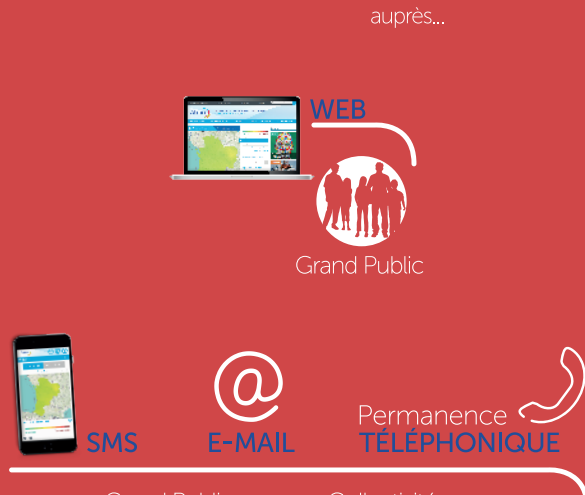 auprès...
WEB
Grand Public
Permanence
SMS E-MAIL TÉLÉPHONIQUE